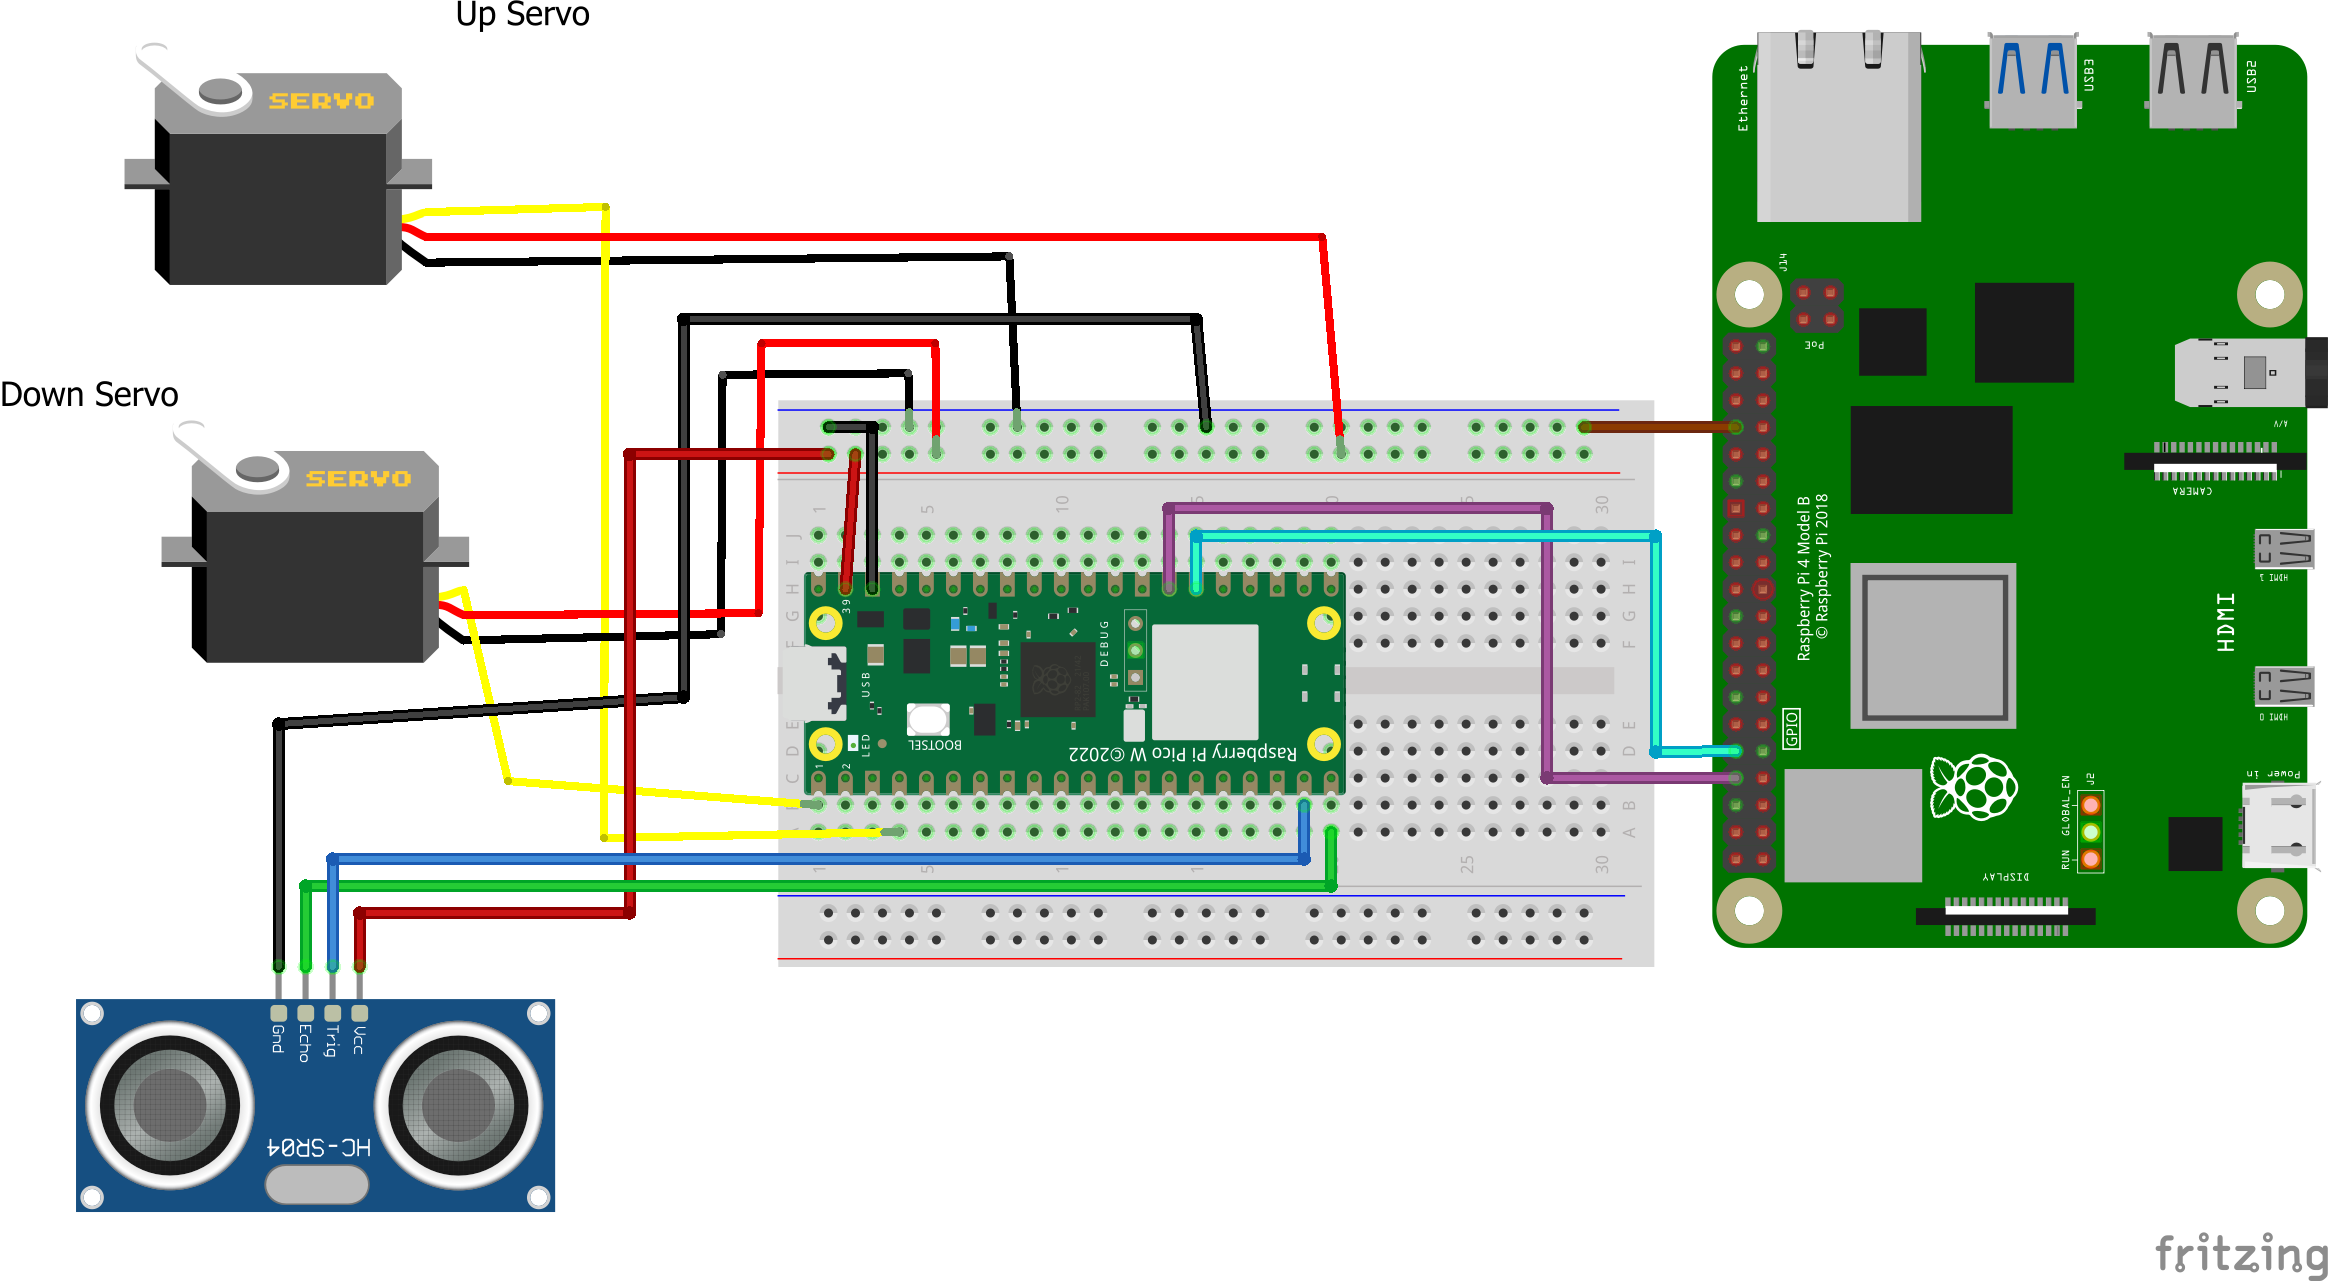 Up Servo
SERVO
Down Servo
SERVO
Ethernet
USB3
USB2
J14
PoE
A/V
CAMERA
Raspberry Pi 4 Model B
© Raspberry Pi 2018
HDMI 1
HDMI
HDMI 0
GPIO
Power in
J2
GLOBAL_EN
RUN
DISPLAY
1
5
10
30
J
I
H
G
F
E
D
C
I
H
G
F
E
D
B
A
39
USB
DEBUG
BOOTSEL
LED
1
2
Raspberry Pi Pico W ©2022
5
25
30
Gnd
Echo
Trig
Vcc
HC-SR04
fritzing